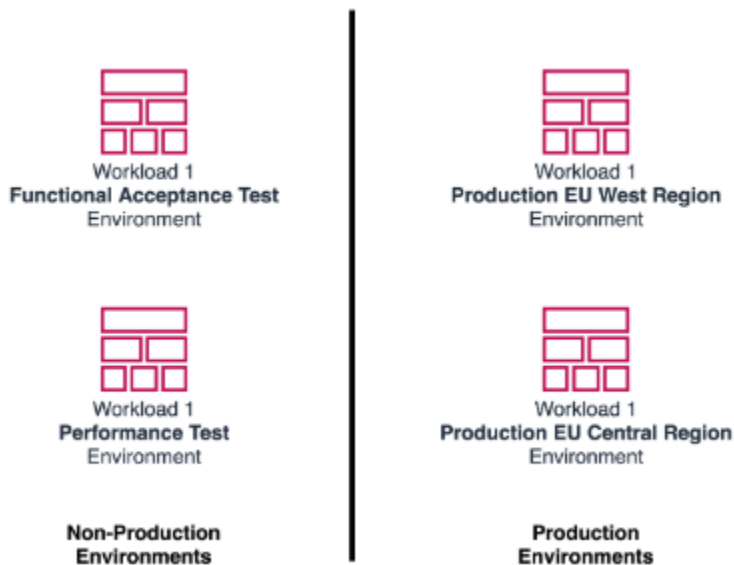 Workload 1
Functional Acceptance Test
Environment
Workload 1
Production EU West Region
Environment
Workload 1
Performance Test
Environment
Workload 1
Production EU Central Region
Environment
Non-Production
Environments
Production
Environments